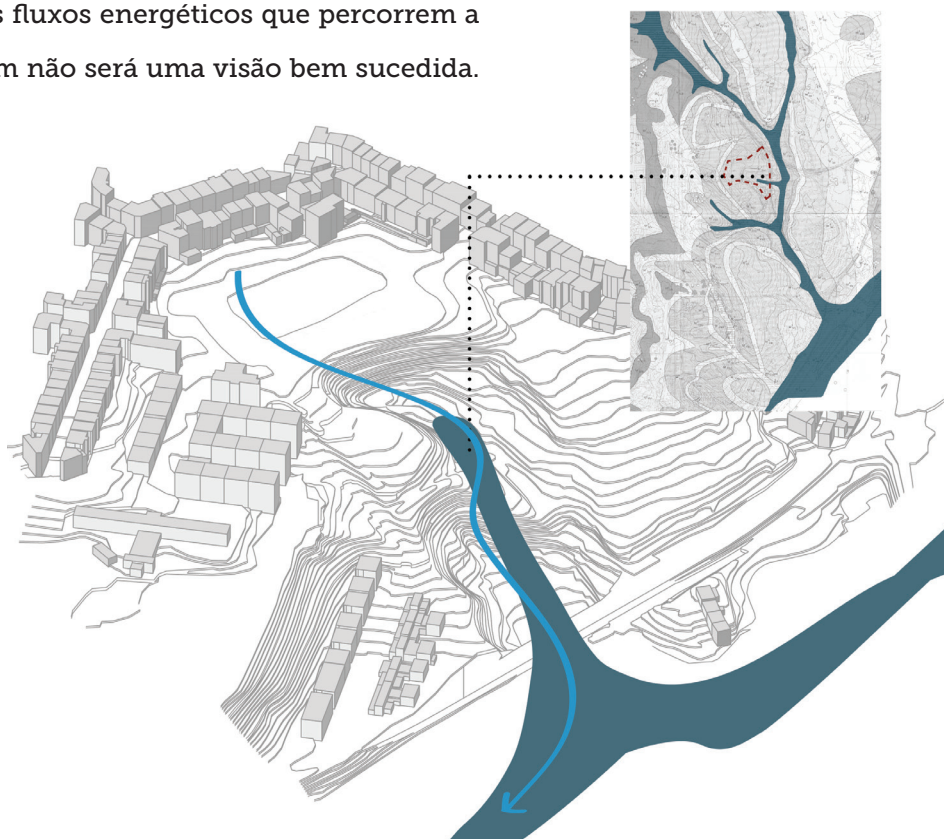 s fluxos energéticos que percorrem a
m não será uma visão bem sucedida.